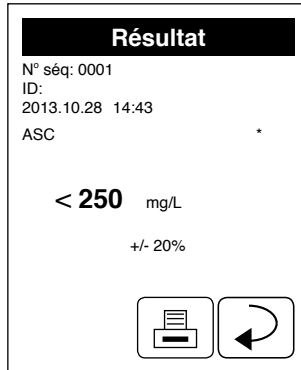 Résultat
N° séq: 0001
ID:
2013.10.28 14:43
ASC *
< 250 mg/L
+/- 20%